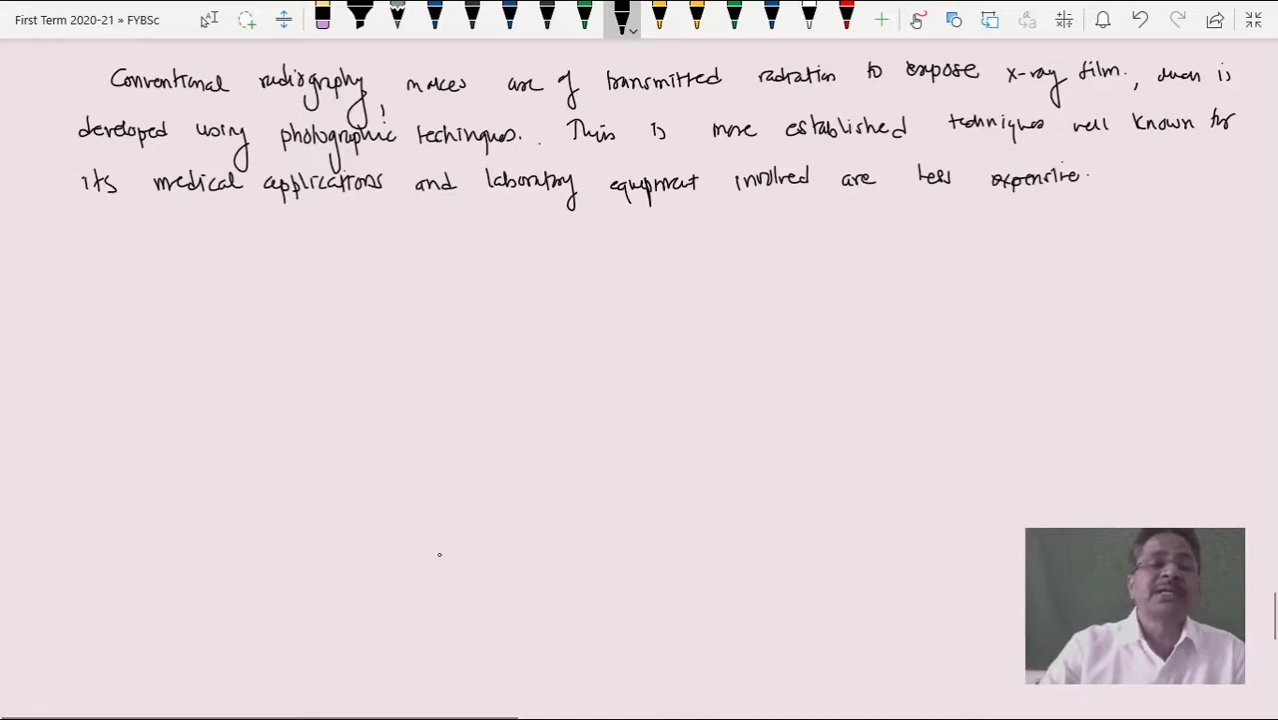 First Term 2020-21 » FYBSc
Conventional radiography makes use of transmitted radiation to expose x-ray film, which is
developed using photographic techinques. This is more established techniques well known for
its medical applications and laboratory equipment involved are less expensive.